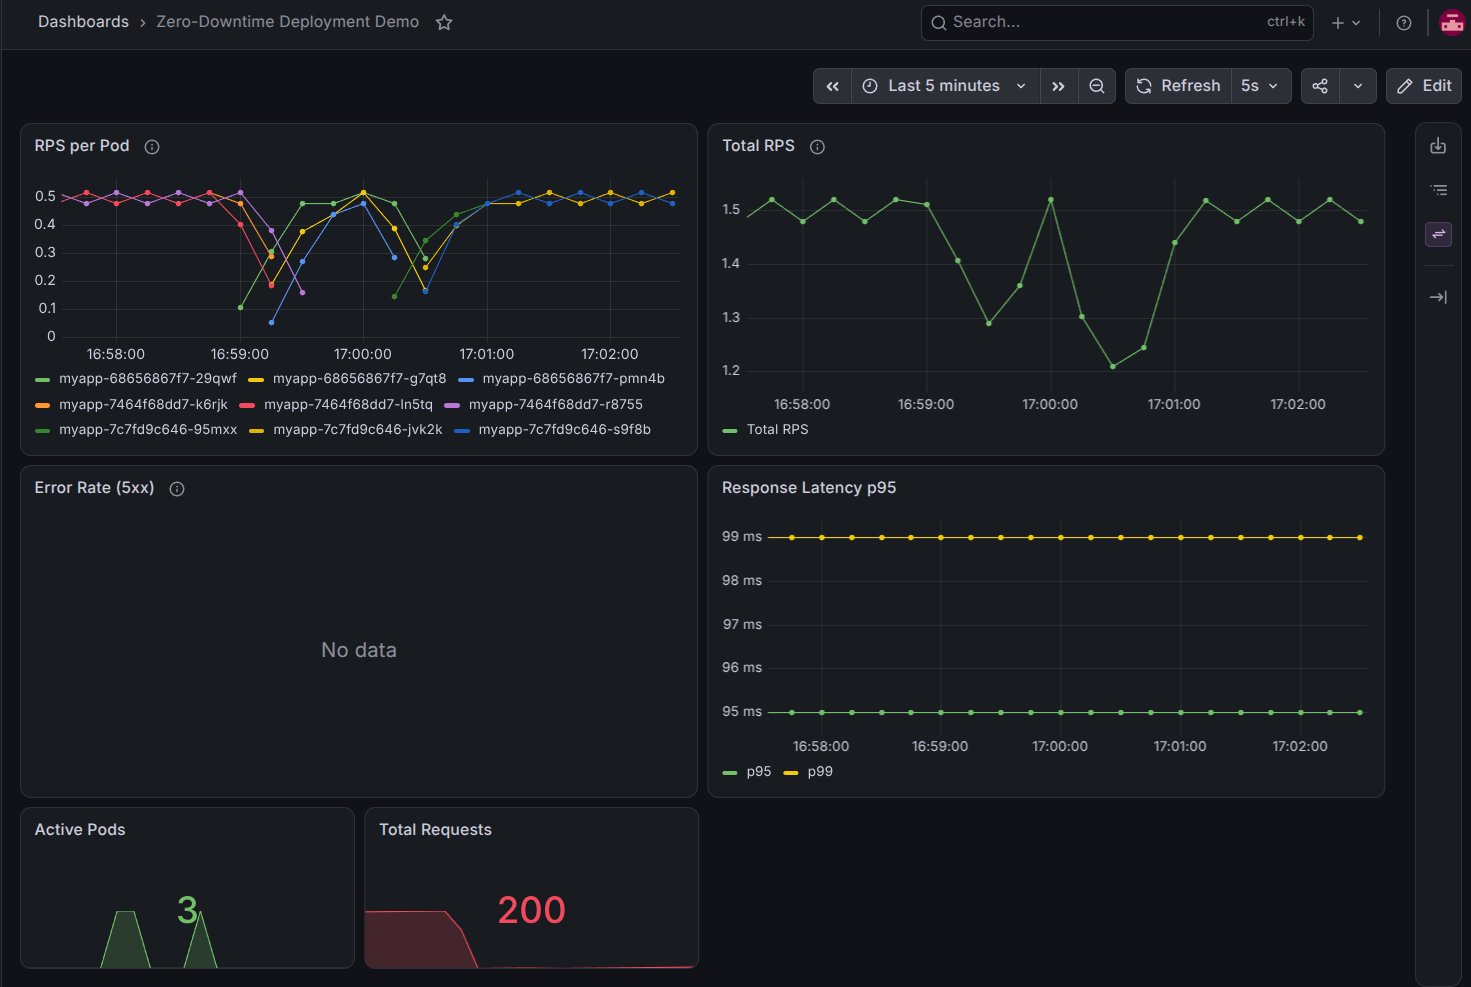 Dashboards › Zero-Downtime Deployment Demo
Search... ctrl+k
Last 5 minutes Refresh 5s Edit
RPS per Pod
0.5
0.4
0.3
0.2
0.1
0
16:58:00 16:59:00 17:00:00 17:01:00 17:02:00
myapp-68656867f7-29qwf myapp-68656867f7-g7qt8 myapp-68656867f7-pmn4b
myapp-7464f68dd7-k6rjk myapp-7464f68dd7-ln5tq myapp-7464f68dd7-r8755
myapp-7c7fd9c646-95mxx myapp-7c7fd9c646-jvk2k myapp-7c7fd9c646-s9f8b
Total RPS
1.5
1.4
1.3
1.2
16:58:00 16:59:00 17:00:00 17:01:00 17:02:00
Total RPS
Error Rate (5xx)
No data
Response Latency p95
99 ms
98 ms
97 ms
96 ms
95 ms
16:58:00 16:59:00 17:00:00 17:01:00 17:02:00
p95 p99
Active Pods
3
Total Requests
200